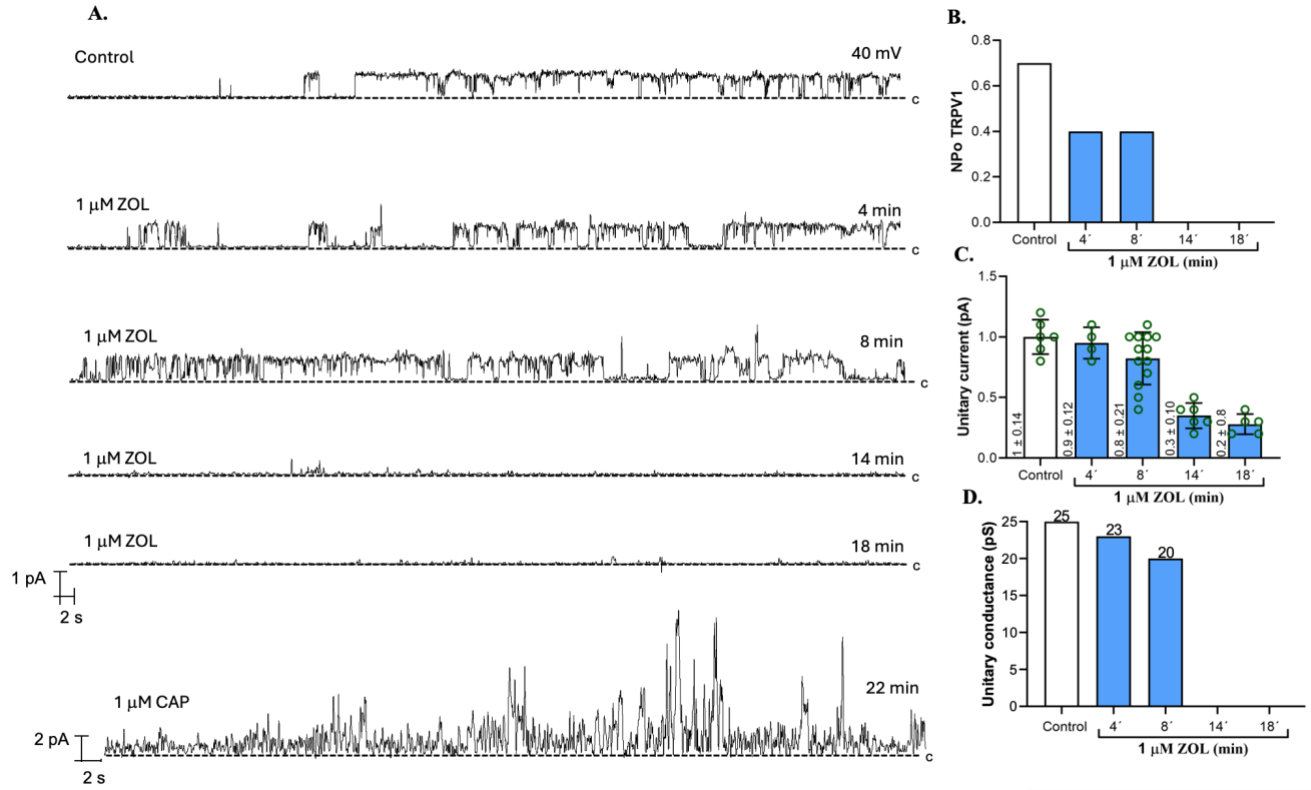 A.
Control
40 mV
c
1 µM ZOL
4 min
c
1 µM ZOL
8 min
c
1 µM ZOL
14 min
c
1 µM ZOL
18 min
c
1 pA
2 s
1 µM CAP
22 min
c
2 pA
2 s
B.
NPo TRPV1
0.8
0.6
0.4
0.2
0.0
Control 4´ 8´ 14´ 18´
1 µM ZOL (min)
C.
Unitary current (pA)
1.5
1.0
0.5
0.0
1 ± 0.14
0.9 ± 0.12
0.8 ± 0.21
0.3 ± 0.10
0.2 ± 0.8
Control 4´ 8´ 14´ 18´
1 µM ZOL (min)
D.
Unitary conductance (pS)
25
20
15
10
5
0
25
23
20
Control 4´ 8´ 14´ 18´
1 µM ZOL (min)